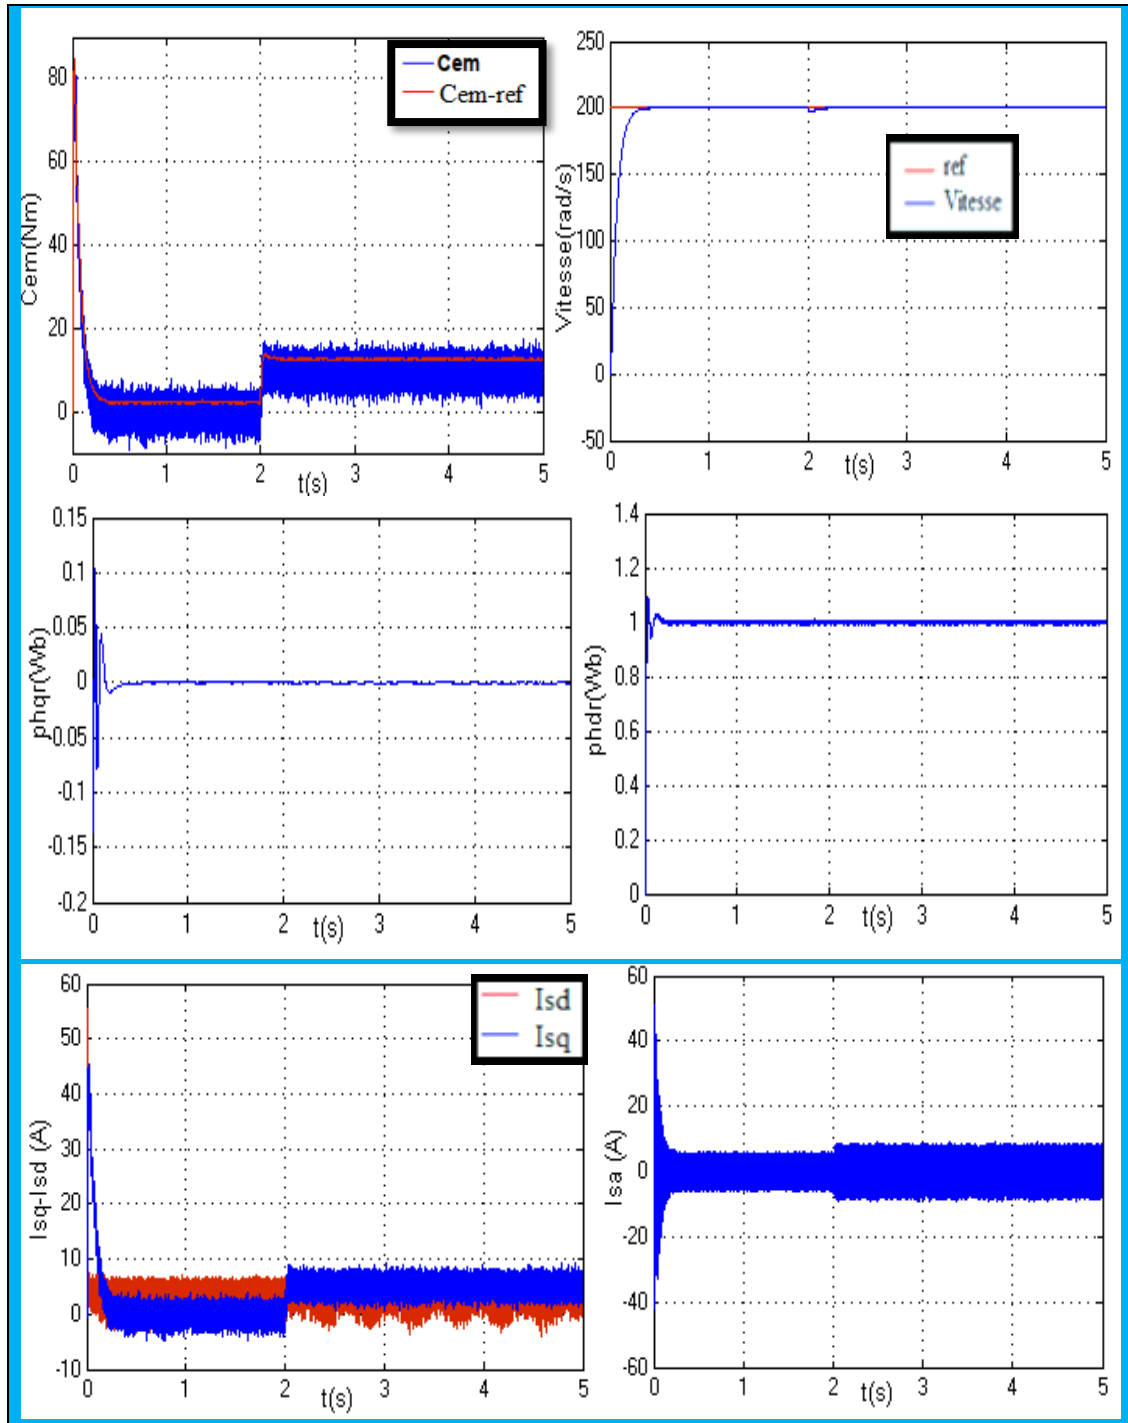 Cem
Cem-ref
80
60
40
20
0
Cem(Nm)
0 1 2 3 4 5
t(s)
250
200
150
100
50
0
-50
Vitesse(rad/s)
ref
Vitesse
0 1 2 3 4 5
t(s)
0.15
0.1
0.05
0
-0.05
-0.1
-0.15
-0.2
phqr(Wb)
0 1 2 3 4 5
t(s)
1.4
1.2
1
0.8
0.6
0.4
0.2
0
phdr(Wb)
0 1 2 3 4 5
t(s)
60
50
40
30
20
10
0
-10
Isq-Isd (A)
Isd
Isq
0 1 2 3 4 5
t(s)
60
40
20
0
-20
-40
-60
Isa (A)
0 1 2 3 4 5
t(s)